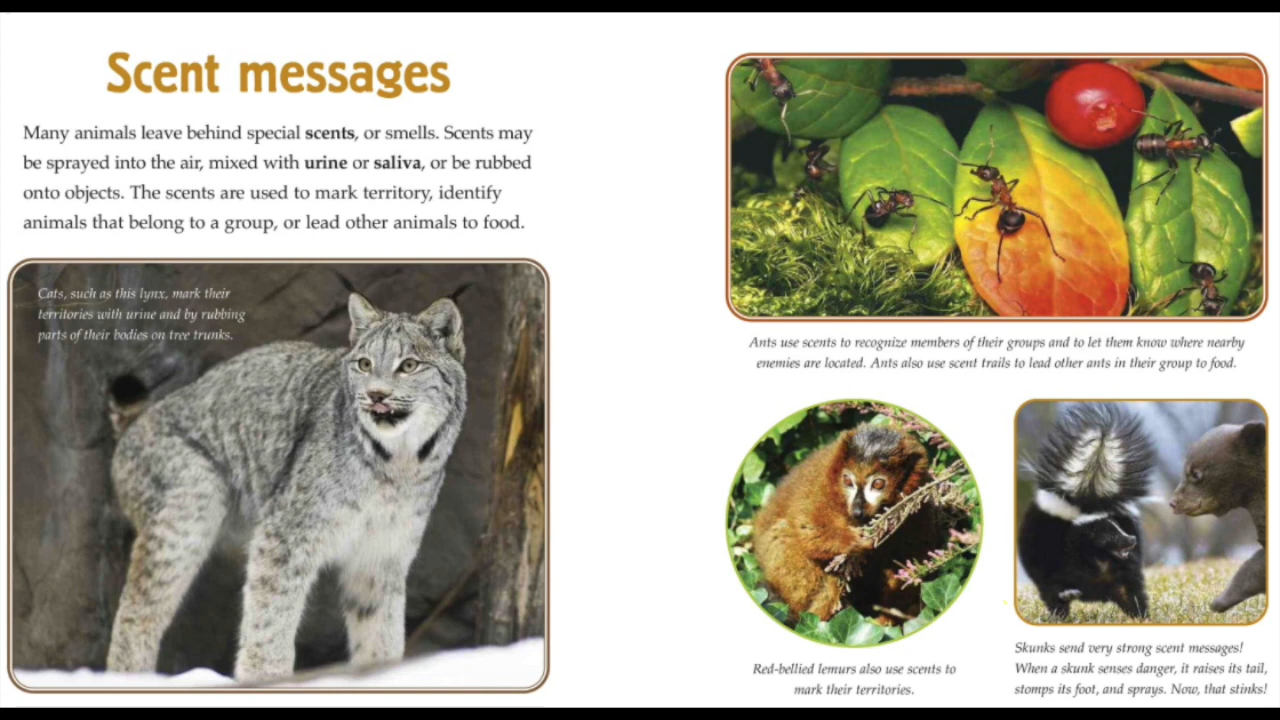 Scent messages
Many animals leave behind special scents, or smells. Scents may
be sprayed into the air, mixed with urine or saliva, or be rubbed
onto objects. The scents are used to mark territory, identify
animals that belong to a group, or lead other animals to food.
Cats, such as this lynx, mark their
territories with urine and by rubbing
parts of their bodies on tree trunks.
Ants use scents to recognize members of their groups and to let them know where nearby
enemies are located. Ants also use scent trails to lead other ants in their group to food.
Red-bellied lemurs also use scents to
mark their territories.
Skunks send very strong scent messages!
When a skunk senses danger, it raises its tail,
stomps its foot, and sprays. Now, that stinks!